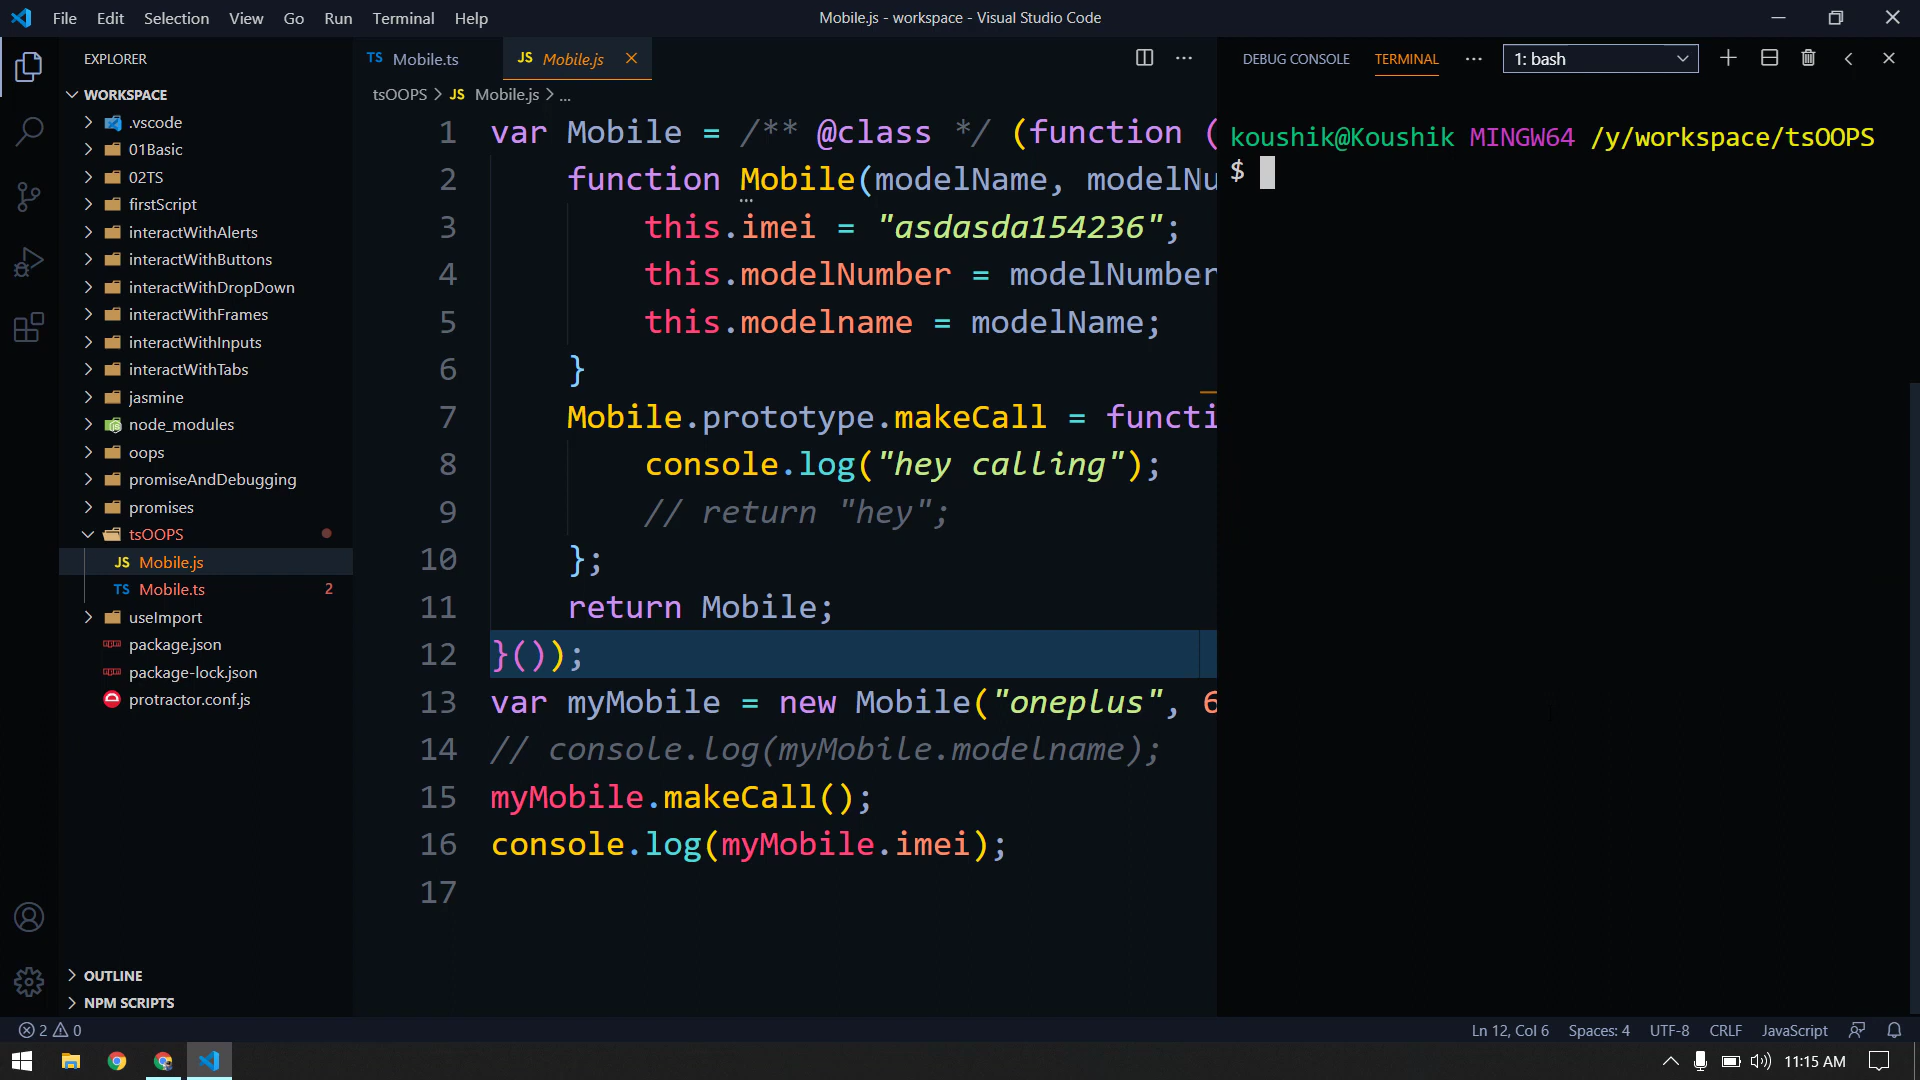 File Edit Selection View Go Run Terminal Help
Mobile.js - workspace - Visual Studio Code
EXPLORER
WORKSPACE
.vscode
01Basic
02TS
firstScript
interactWithAlerts
interactWithButtons
interactWithDropDown
interactWithFrames
interactWithInputs
interactWithTabs
jasmine
node_modules
oops
promiseAndDebugging
promises
tsOOPS
JS Mobile.js
TS Mobile.ts 2
useImport
package.json
package-lock.json
protractor.conf.js
OUTLINE
NPM SCRIPTS
TS Mobile.ts
JS Mobile.js
tsOOPS > JS Mobile.js > ...
1 var Mobile = /** @class */ (function (
2 function Mobile(modelName, modelNu
3 this.imei = "asdasda154236";
4 this.modelNumber = modelNumber
5 this.modelname = modelName;
6 }
7 Mobile.prototype.makeCall = functi
8 console.log("hey calling");
9 // return "hey";
10 };
11 return Mobile;
12 }());
13 var myMobile = new Mobile("oneplus", 6
14 // console.log(myMobile.modelname);
15 myMobile.makeCall();
16 console.log(myMobile.imei);
17
DEBUG CONSOLE TERMINAL ... 1: bash
koushik@Koushik MINGW64 /y/workspace/tsOOPS
$
2 0
Ln 12, Col 6 Spaces: 4 UTF-8 CRLF JavaScript
11:15 AM